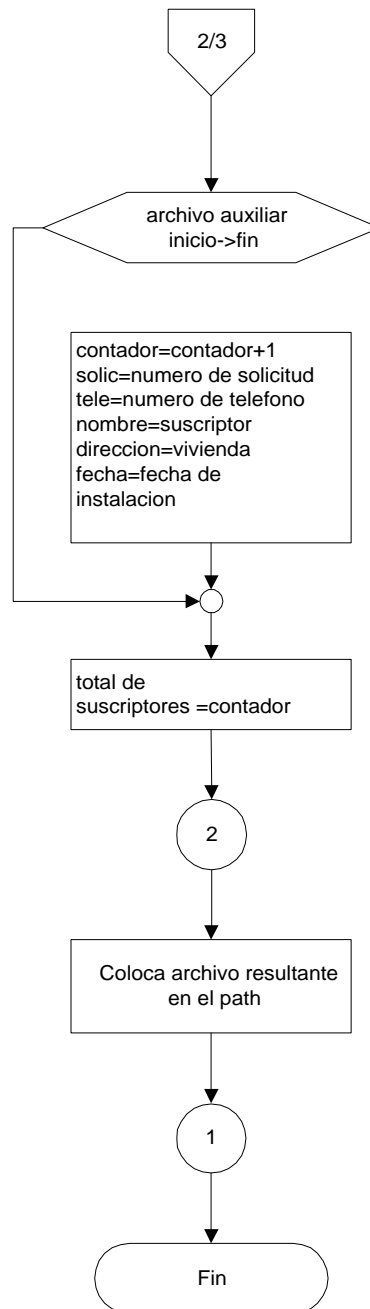 2/3
archivo auxiliar
inicio->fin
contador=contador+1
solic=numero de solicitud
tele=numero de telefono
nombre=suscriptor
direccion=vivienda
fecha=fecha de
instalacion
total de
suscriptores =contador
2
Coloca archivo resultante
en el path
1
Fin